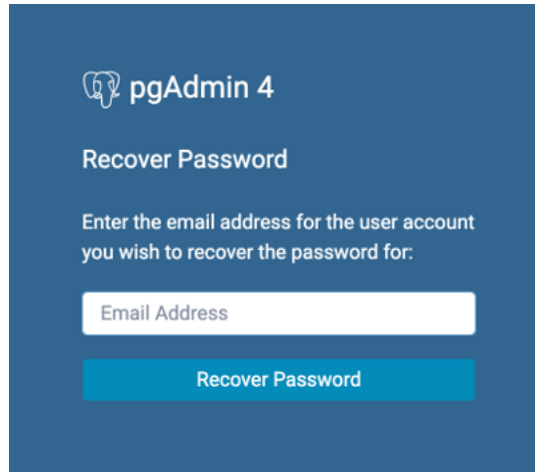 pgAdmin 4
Recover Password
Enter the email address for the user account
you wish to recover the password for:
Email Address
Recover Password